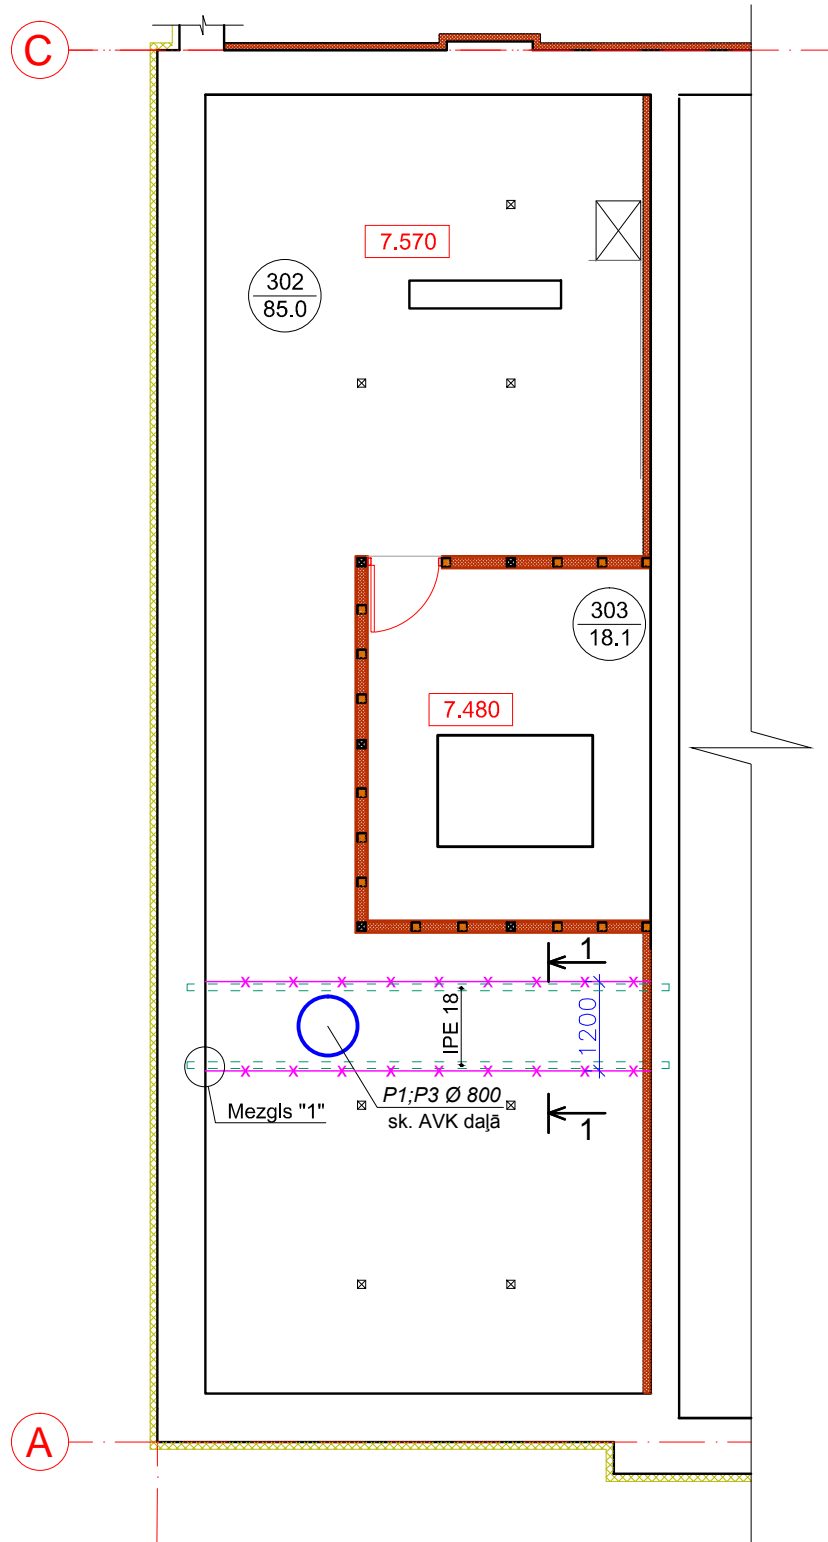 C
7.570
302
85.0
303
18.1
7.480
1
IPE 18
1200
P1;P3 Ø 800
Mezgls "1"
sk. AVK daļā
1
A